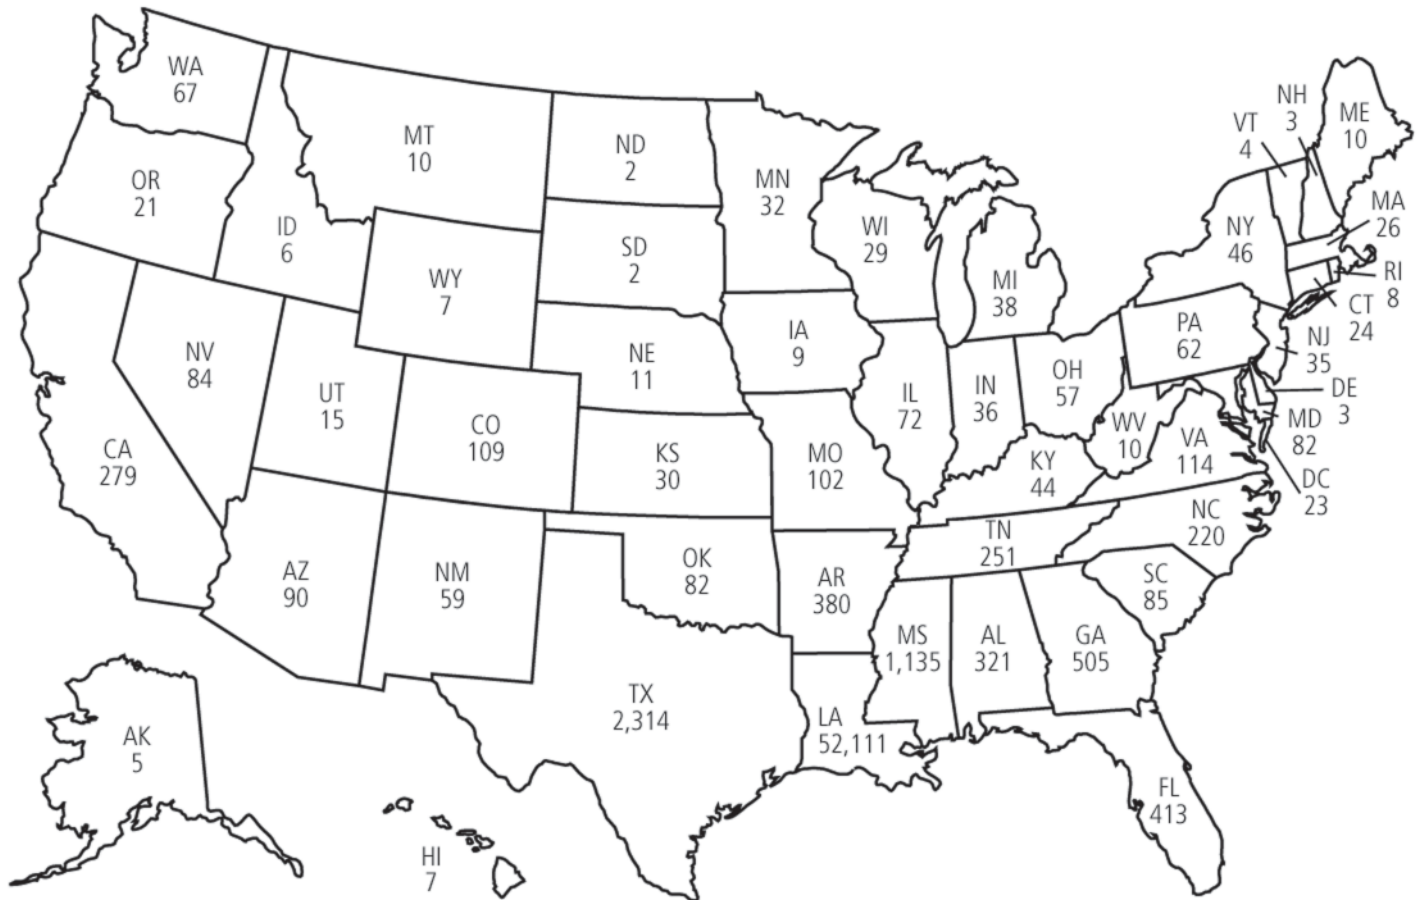 WA
67
OR
21
ID
6
MT
10
ND
2
SD
2
WY
7
NE
11
NV
84
UT
15
CO
109
KS
30
CA
279
AZ
90
NM
59
OK
82
TX
2,314
MN
32
IA
9
MO
102
AR
380
LA
52,111
WI
29
IL
72
MI
38
IN
36
OH
57
KY
44
TN
251
MS
1,135
AL
321
GA
505
FL
413
SC
85
NC
220
VA
114
WV
10
PA
62
NY
46
VT
4
NH
3
ME
10
MA
26
RI
8
CT
24
NJ
35
DE
3
MD
82
DC
23
AK
5
HI
7